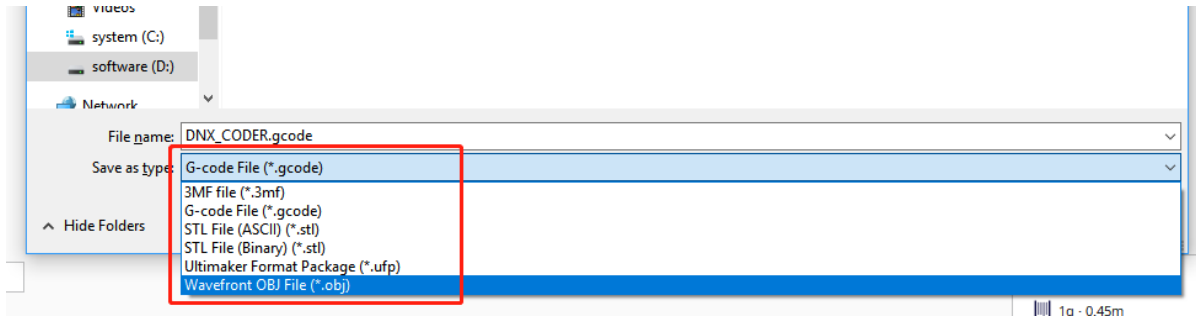 Videos
system (C:)
software (D:)
Network
File name: DNX_CODER.gcode
Save as type: G-code File (*.gcode)
3MF file (*.3mf)
G-code File (*.gcode)
STL File (ASCII) (*.stl)
STL File (Binary) (*.stl)
Hide Folders
Ultimaker Format Package (*.ufp)
Wavefront OBJ File (*.obj)
1g · 0.45m